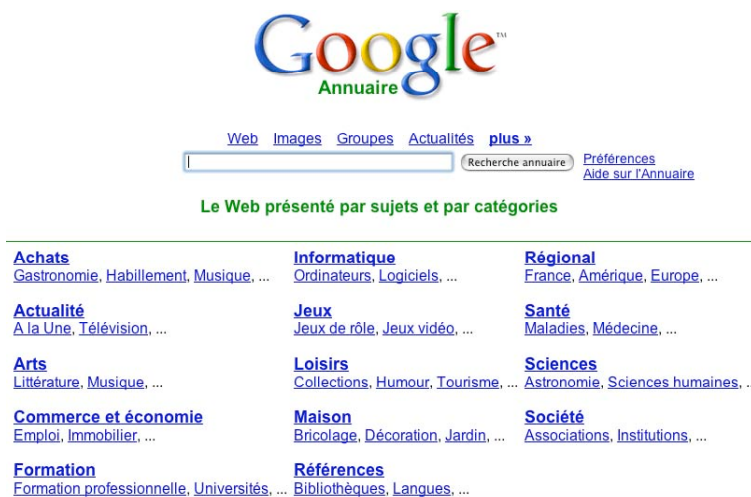 Google™
Annuaire
Web Images Groupes Actualités plus »
Recherche annuaire Préférences
Aide sur l'Annuaire
Le Web présenté par sujets et par catégories
Achats
Gastronomie, Habillement, Musique, ...
Actualité
A la Une, Télévision, ...
Arts
Littérature, Musique, ...
Commerce et économie
Emploi, Immobilier, ...
Formation
Formation professionnelle, Universités, ...
Informatique
Ordinateurs, Logiciels, ...
Jeux
Jeux de rôle, Jeux vidéo, ...
Loisirs
Collections, Humour, Tourisme, ...
Maison
Bricolage, Décoration, Jardin, ...
Références
Bibliothèques, Langues, ...
Régional
France, Amérique, Europe, ...
Santé
Maladies, Médecine, ...
Sciences
Astronomie, Sciences humaines, ..
Société
Associations, Institutions, ...